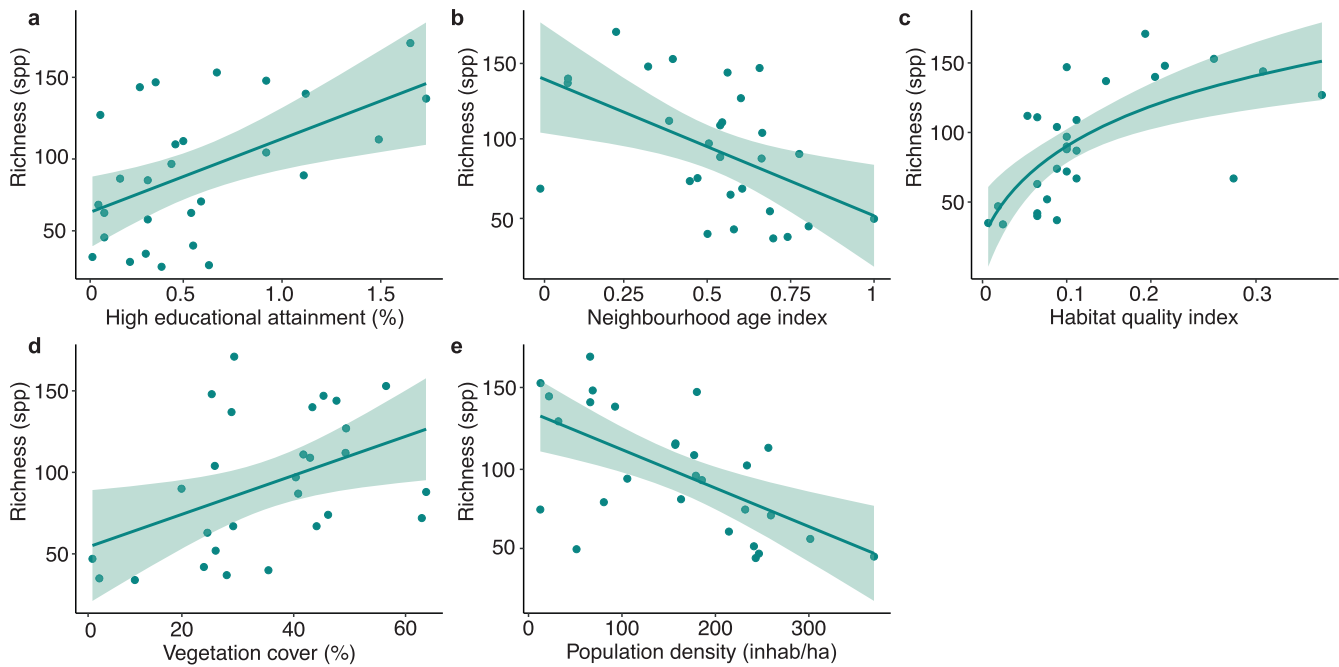 a
Richness (spp)
150
100
50
0 0.5 1.0 1.5
High educational attainment (%)
b
Richness (spp)
150
100
50
0 0.25 0.5 0.75 1
Neighbourhood age index
c
Richness (spp)
150
100
50
0 0.1 0.2 0.3
Habitat quality index
d
Richness (spp)
150
100
50
0 20 40 60
Vegetation cover (%)
e
Richness (spp)
150
100
50
0 100 200 300
Population density (inhab/ha)